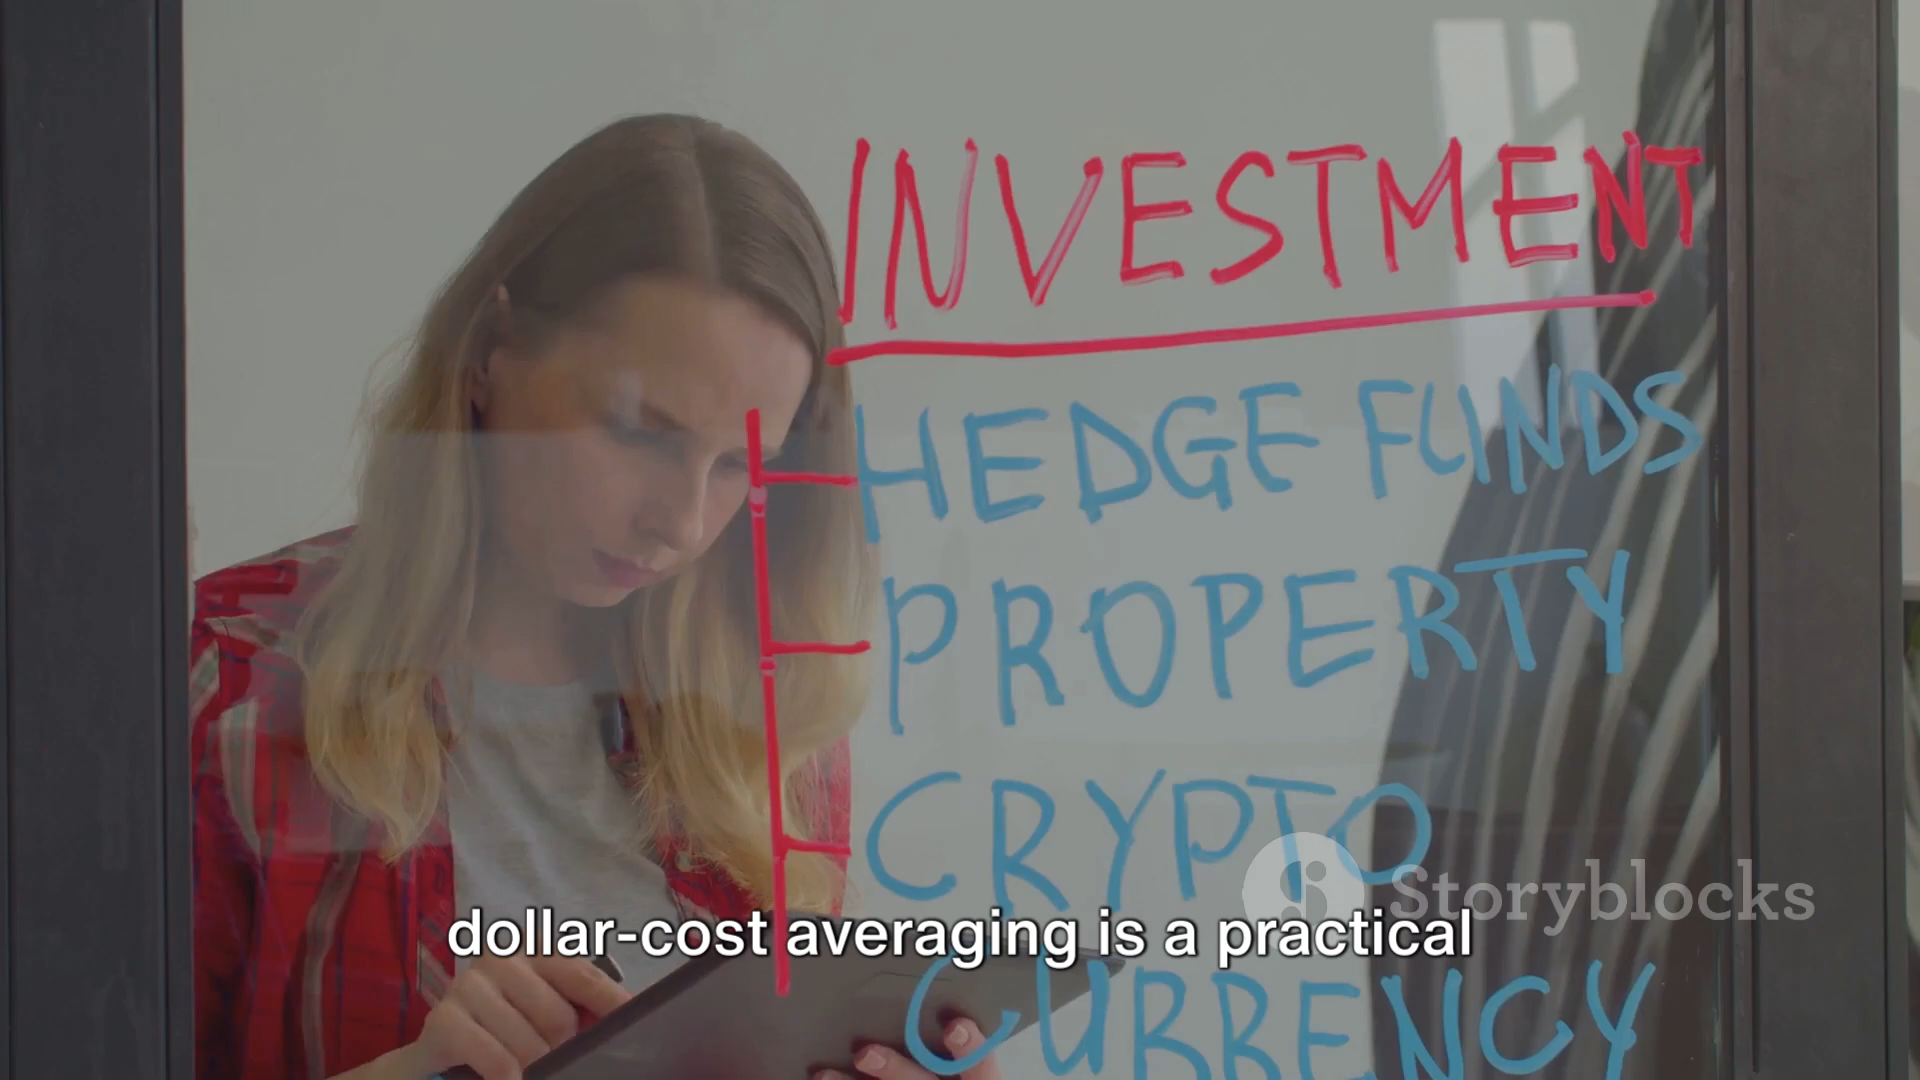 INVESTMENT
HEDGE FUNDS
PROPERTY
CRYPTO
Storyblocks
dollar-cost averaging is a practical
CURRENCY